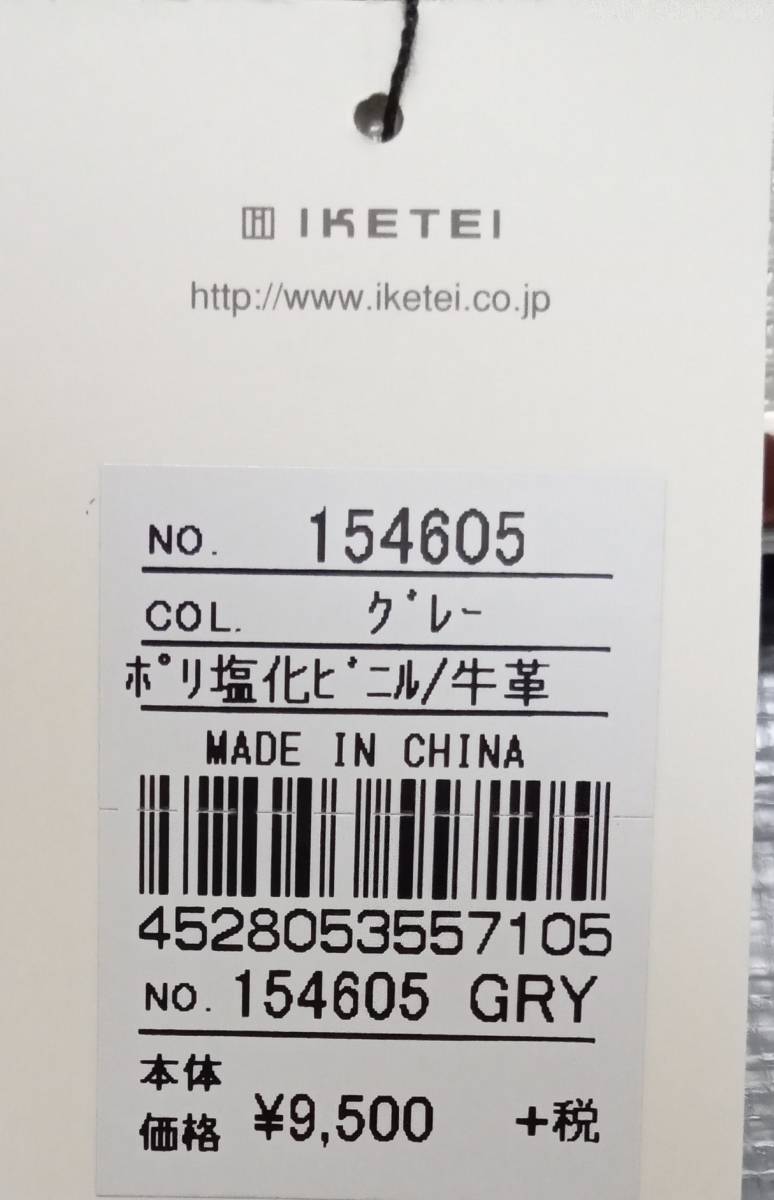 IKETEI
http://www.iketei.co.jp
NO. 154605
COL. グレー
ポリ塩化ビニル/牛革
MADE IN CHINA
4528053557105
NO. 154605 GRY
本体
価格 ¥9,500 +税